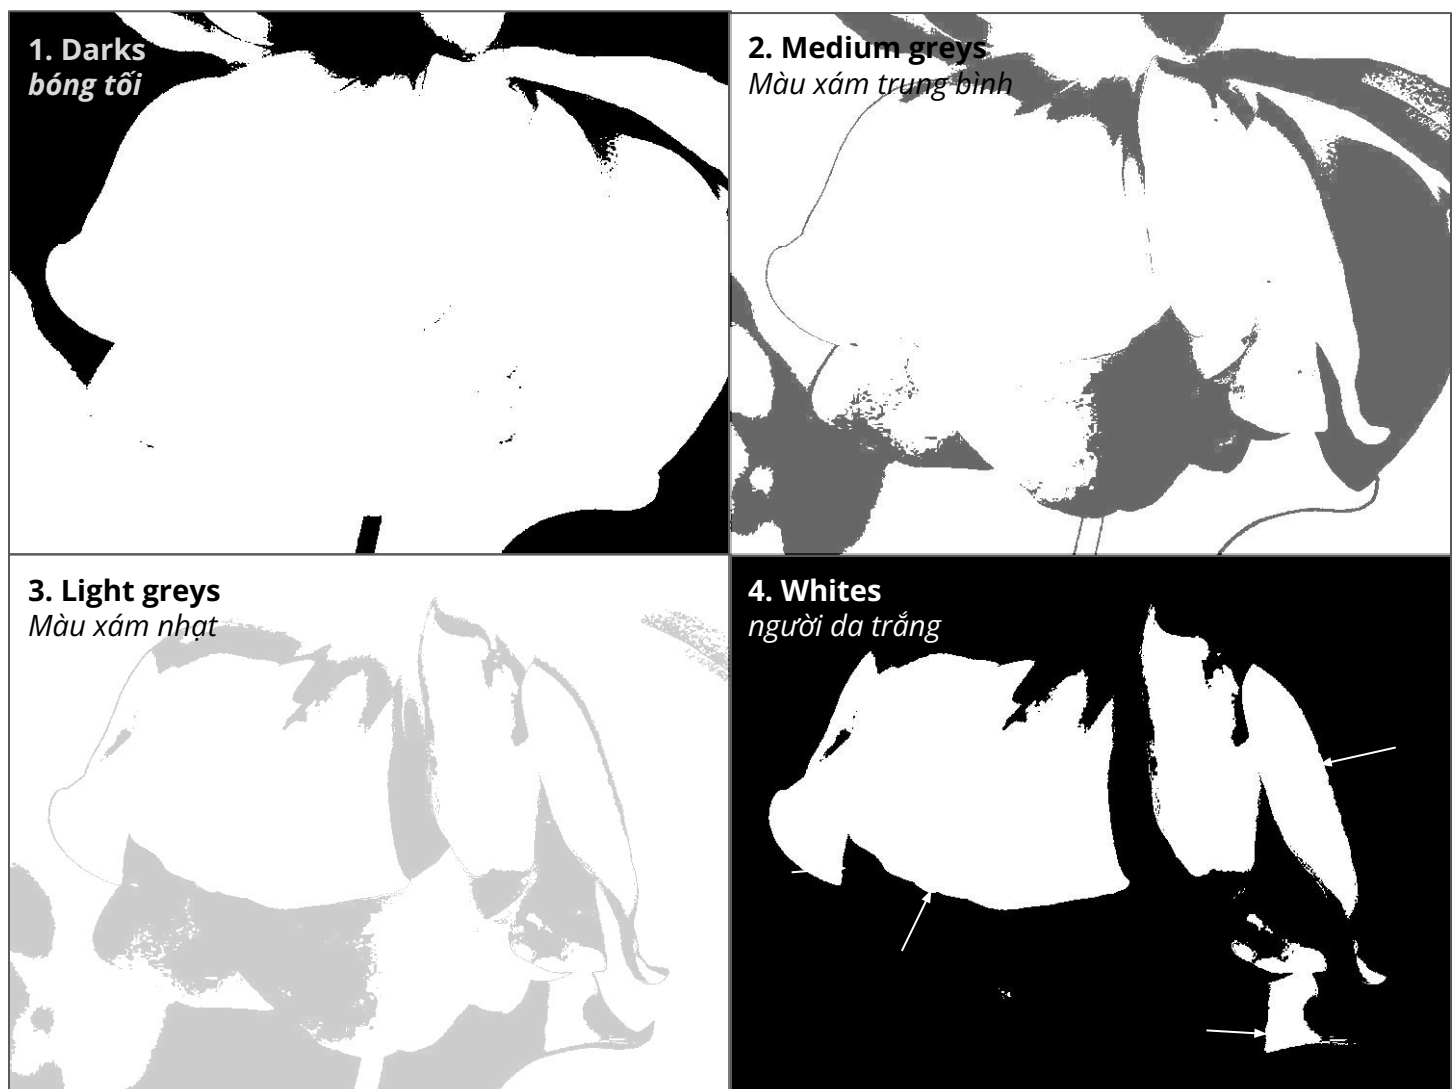 1. Darks
bóng tối
2. Medium greys
Màu xám trung bình
3. Light greys
Màu xám nhạt
4. Whites
người da trắng